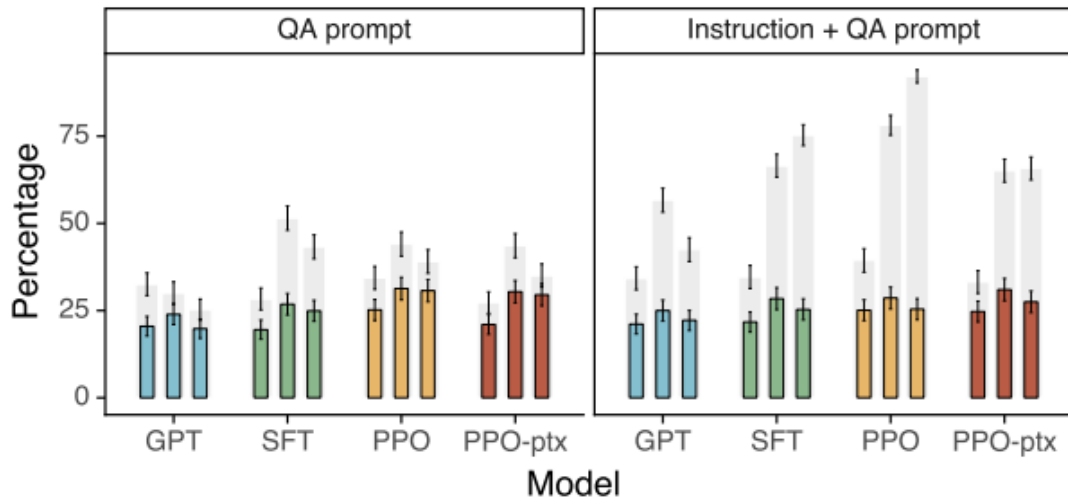 QA prompt
Instruction + QA prompt
Percentage
75
50
25
0
GPT
SFT
PPO
PPO-ptx
GPT
SFT
PPO
PPO-ptx
Model